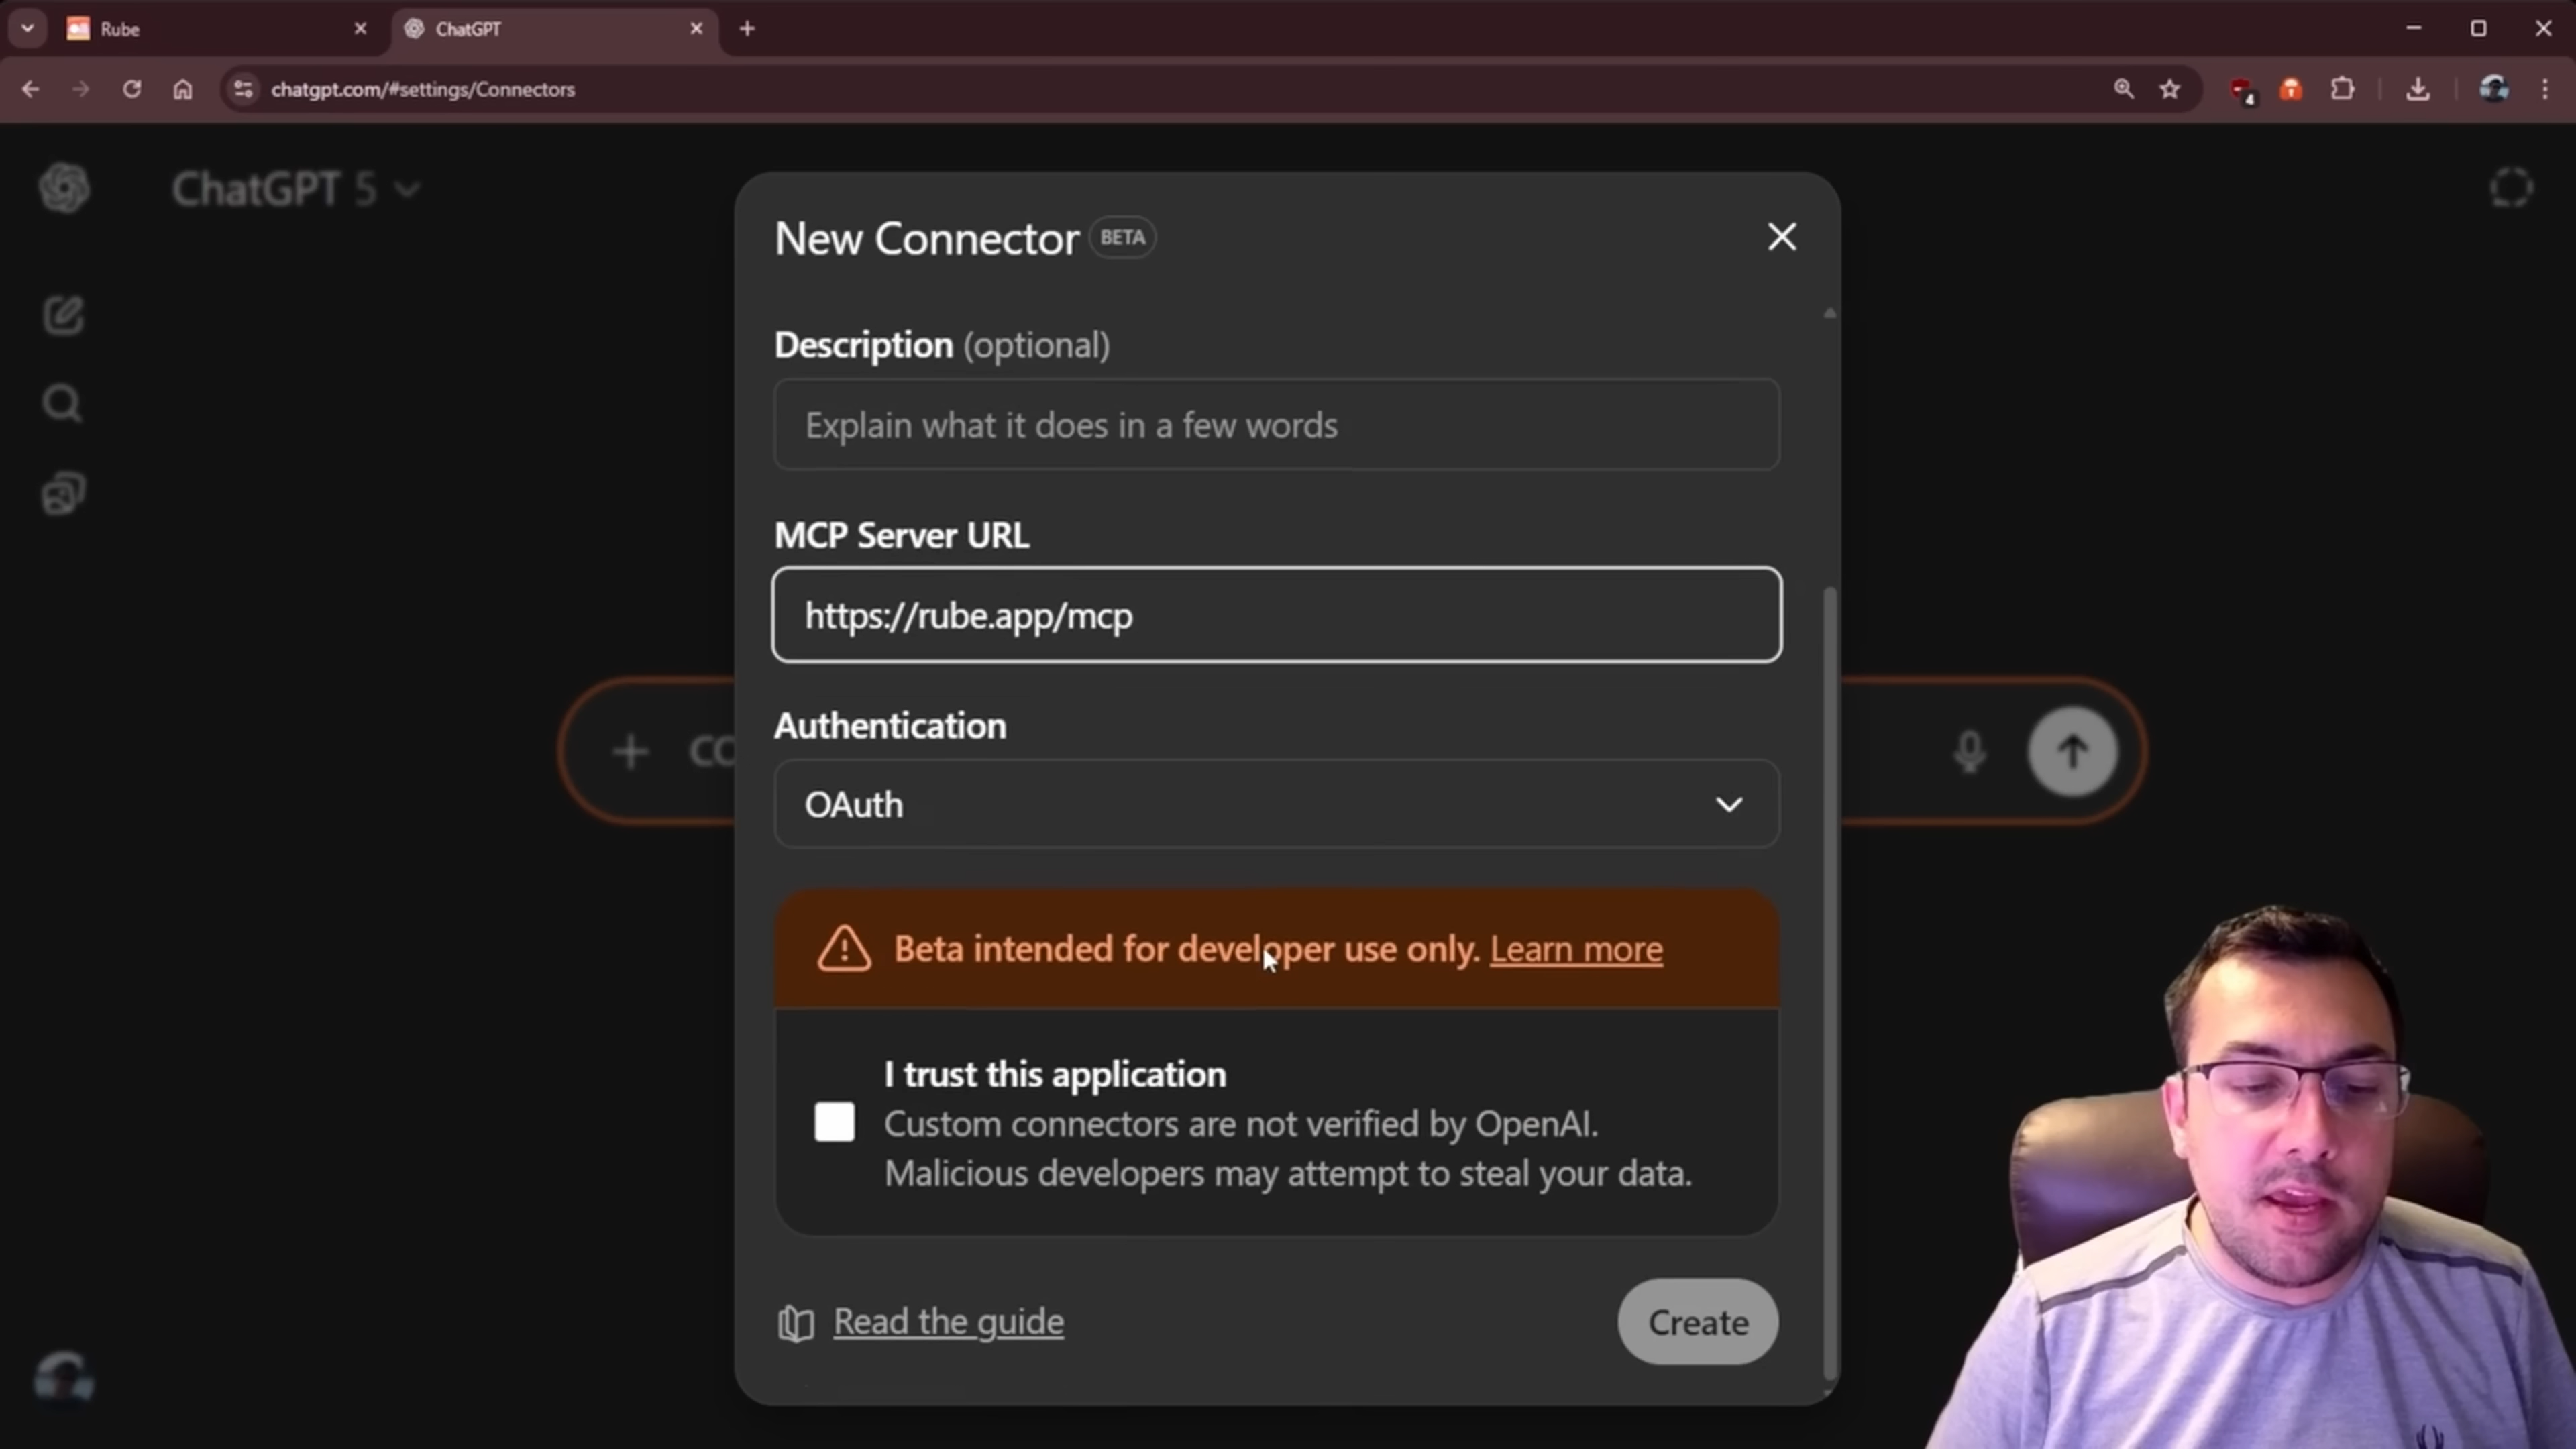 Rube
ChatGPT
chatgpt.com/#settings/Connectors
4
ChatGPT 5
New Connector BETA
Description (optional)
Explain what it does in a few words
MCP Server URL
https://rube.app/mcp
Authentication
OAuth
CO
Beta intended for developer use only. Learn more
I trust this application
Custom connectors are not verified by OpenAI.
Malicious developers may attempt to steal your data.
Read the guide
Create